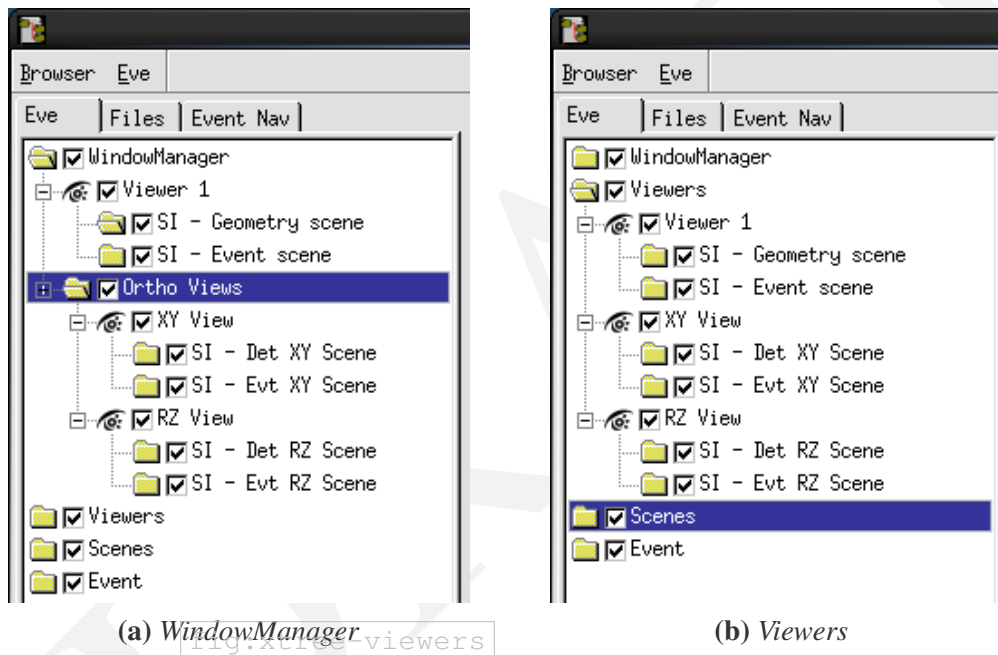 Browser Eve
Eve Files Event Nav
WindowManager
Viewer 1
SI - Geometry scene
SI - Event scene
Ortho Views
XY View
SI - Det XY Scene
SI - Evt XY Scene
RZ View
SI - Det RZ Scene
SI - Evt RZ Scene
Viewers
Scenes
Event
(a) WindowManager
fig:xtree-viewers
Browser Eve
Eve Files Event Nav
WindowManager
Viewers
Viewer 1
SI - Geometry scene
SI - Event scene
XY View
SI - Det XY Scene
SI - Evt XY Scene
RZ View
SI - Det RZ Scene
SI - Evt RZ Scene
Scenes
Event
(b) Viewers